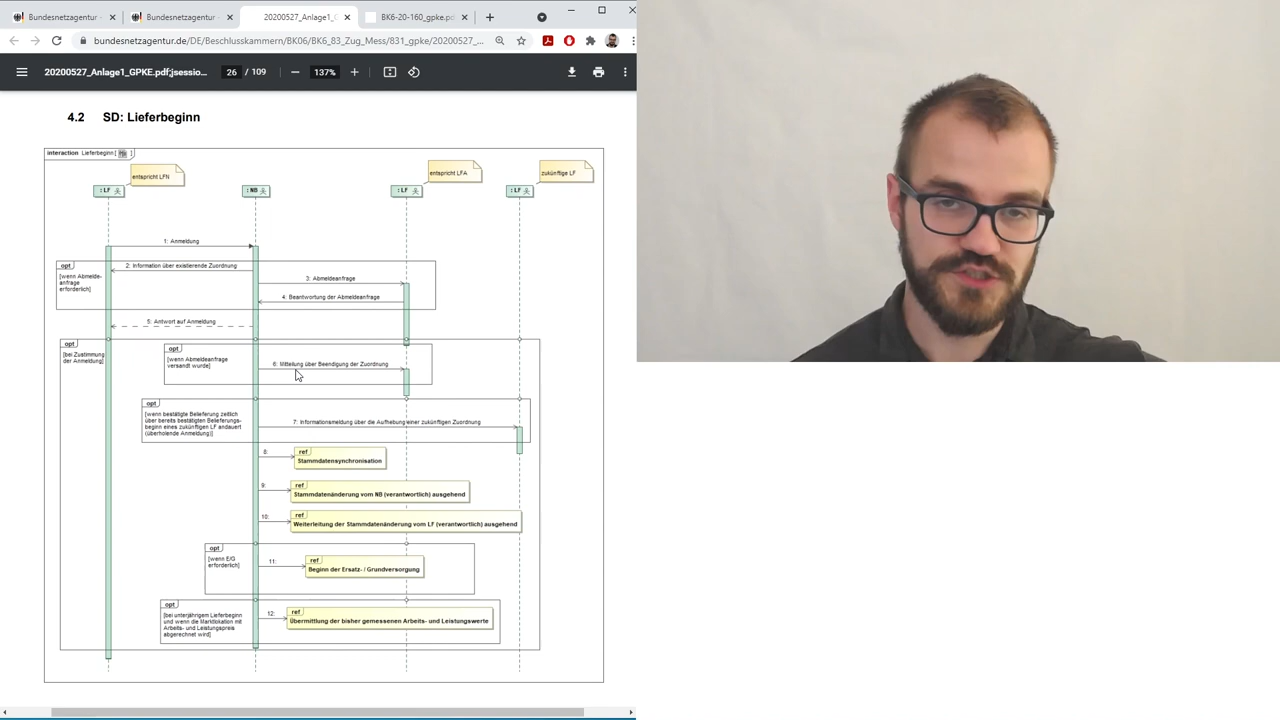 Bundesnetzagentur -
Bundesnetzagentur -
20200527_Anlage1_G
BK6-20-160_gpke.pd
bundesnetzagentur.de/DE/Beschlusskammern/BK06/BK6_83_Zug_Mess/831_gpke/20200527_...
20200527_Anlage1_GPKE.pdf;jsessio...
26 / 109
137%
4.2 SD: Lieferbeginn
interaction Lieferbeginn[ ]
entspricht LFN
entspricht LFA
zukünftige LF
: LF
: NB
: LF
: LF
1: Anmeldung
opt
[wenn Abmelde-
anfrage
erforderlich]
2: Information über existierende Zuordnung
3: Abmeldeanfrage
4: Beantwortung der Abmeldeanfrage
5: Antwort auf Anmeldung
opt
[bei Zustimmung
der Anmeldung]
opt
[wenn Abmeldeanfrage
versandt wurde]
6: Mitteilung über Beendigung der Zuordnung
opt
[wenn bestätigte Belieferung zeitlich
über bereits bestätigten Belieferungs-
beginn eines zukünftigen LF andauert
(überholende Anmeldung)]
7: Informationsmeldung über die Aufhebung einer zukünftigen Zuordnung
8:
ref
Stammdatensynchronisation
9:
ref
Stammdatenänderung vom NB (verantwortlich) ausgehend
10:
ref
Weiterleitung der Stammdatenänderung vom LF (verantwortlich) ausgehend
opt
[wenn E/G
erforderlich]
11:
ref
Beginn der Ersatz- / Grundversorgung
opt
[bei unterjährigem Lieferbeginn
und wenn die Marktlokation mit
Arbeits- und Leistungspreis
abgerechnet wird]
12:
ref
Übermittlung der bisher gemessenen Arbeits- und Leistungswerte